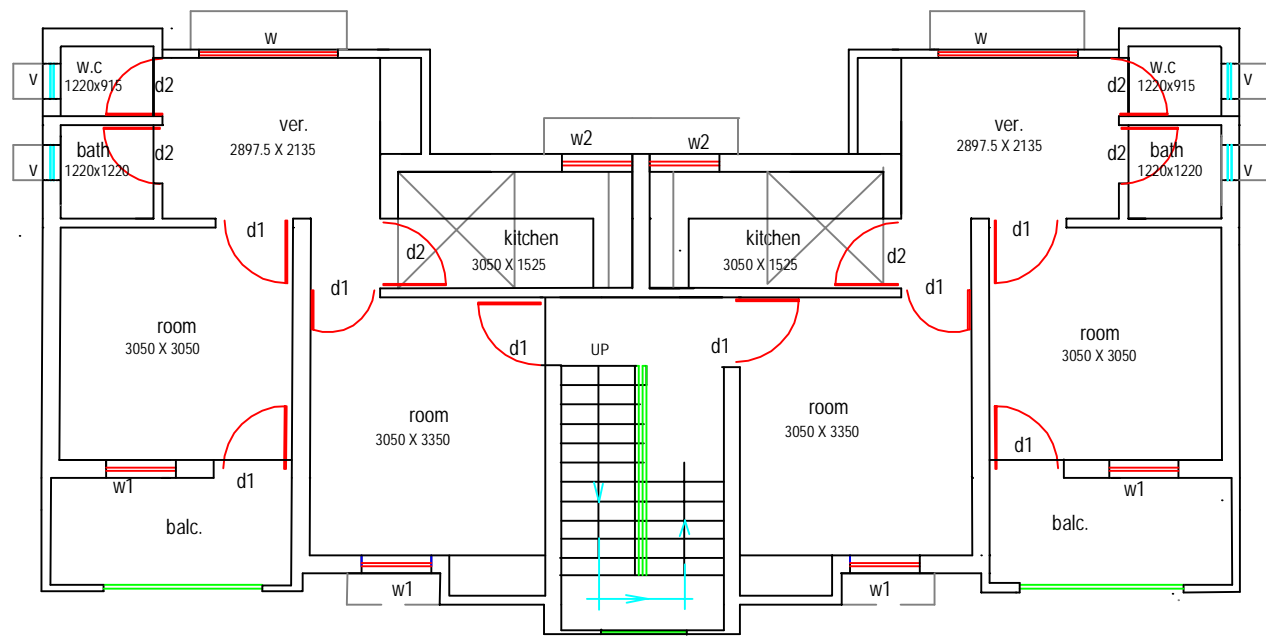 w
w
w.c
1220x915
v
d2
w.c
1220x915
v
d2
ver.
2897.5 X 2135
ver.
2897.5 X 2135
w2
w2
bath
1220x1220
v
d2
bath
1220x1220
v
d2
d1
d1
kitchen
3050 X 1525
d2
kitchen
3050 X 1525
d2
d1
d1
room
3050 X 3050
room
3050 X 3050
d1
UP
d1
room
3050 X 3350
room
3050 X 3350
d1
d1
w1
w1
balc.
balc.
w1
w1